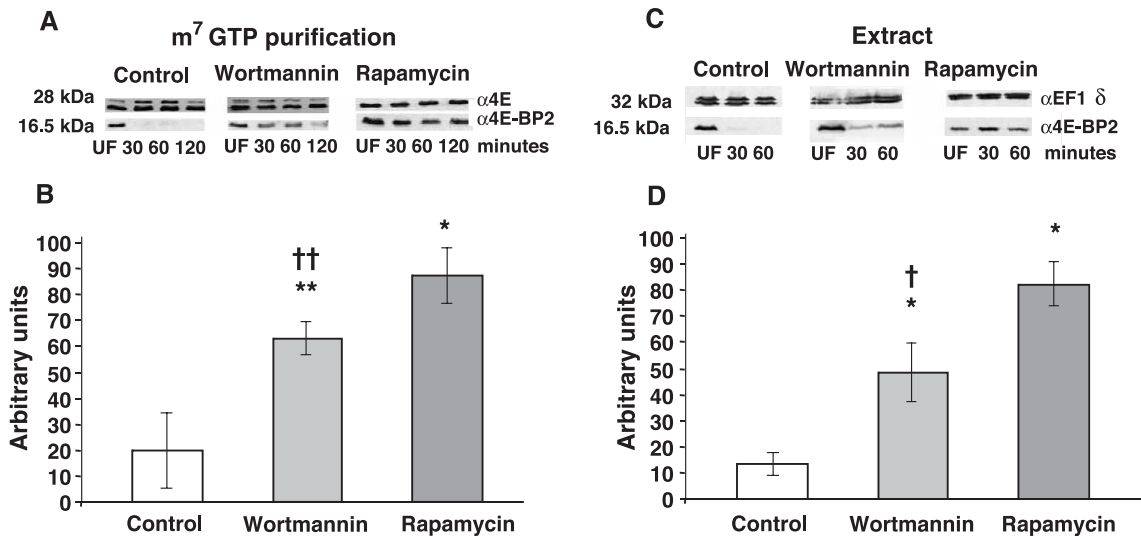 A
m7 GTP purification
Control Wortmannin Rapamycin
28 kDa α4E
16.5 kDa α4E-BP2
UF 30 60 120 UF 30 60 120 UF 30 60 120 minutes
B
Arbitrary units
100
90
80
70
60
50
40
30
20
10
0
††
**
*
Control Wortmannin Rapamycin
C
Extract
Control Wortmannin Rapamycin
32 kDa αEF1 δ
16.5 kDa α4E-BP2
UF 30 60 UF 30 60 UF 30 60 minutes
D
Arbitrary units
100
90
80
70
60
50
40
30
20
10
0
†
*
*
Control Wortmannin Rapamycin